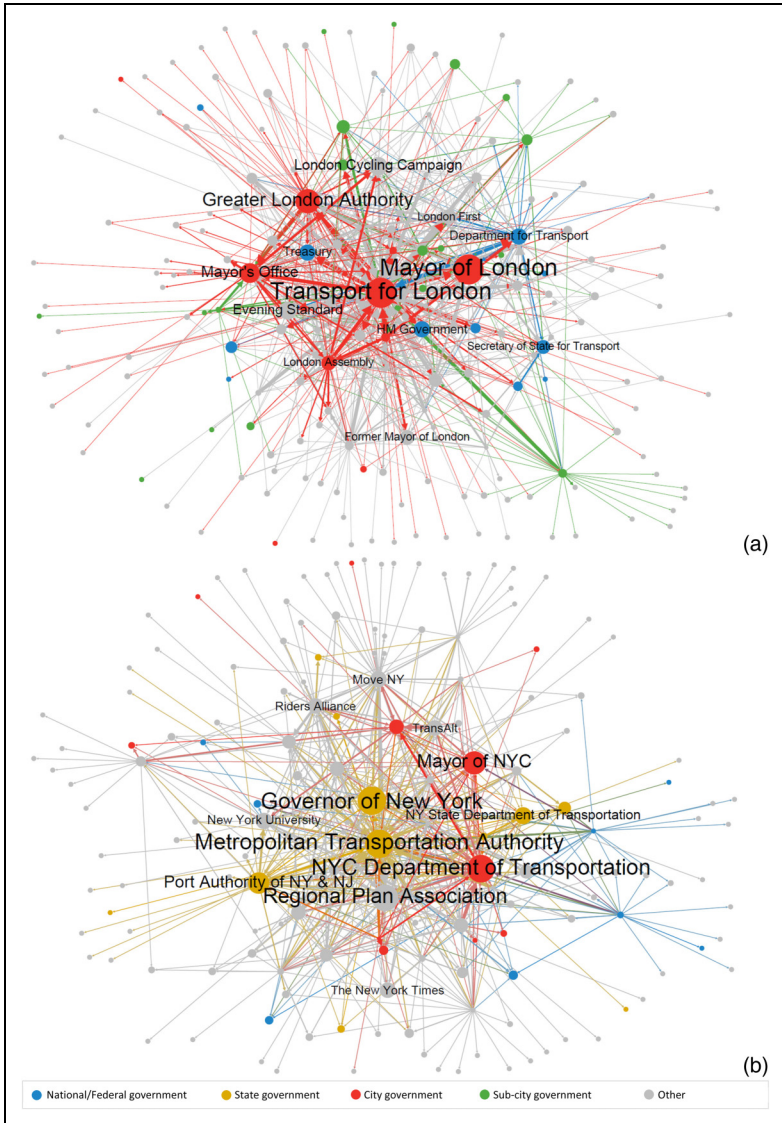 London Cycling Campaign
Greater London Authority
London First
Department for Transport
Treasury
Mayor of London
Mayor's Office
Transport for London
Evening Standard
HM Government
Secretary of State for Transport
London Assembly
Former Mayor of London
(a)
Move NY
Riders Alliance
TransAlt
Mayor of NYC
Governor of New York
NY State Department of Transportation
New York University
Metropolitan Transportation Authority
NYC Department of Transportation
Port Authority of NY & NJ
Regional Plan Association
The New York Times
(b)
National/Federal government State government City government Sub-city government Other